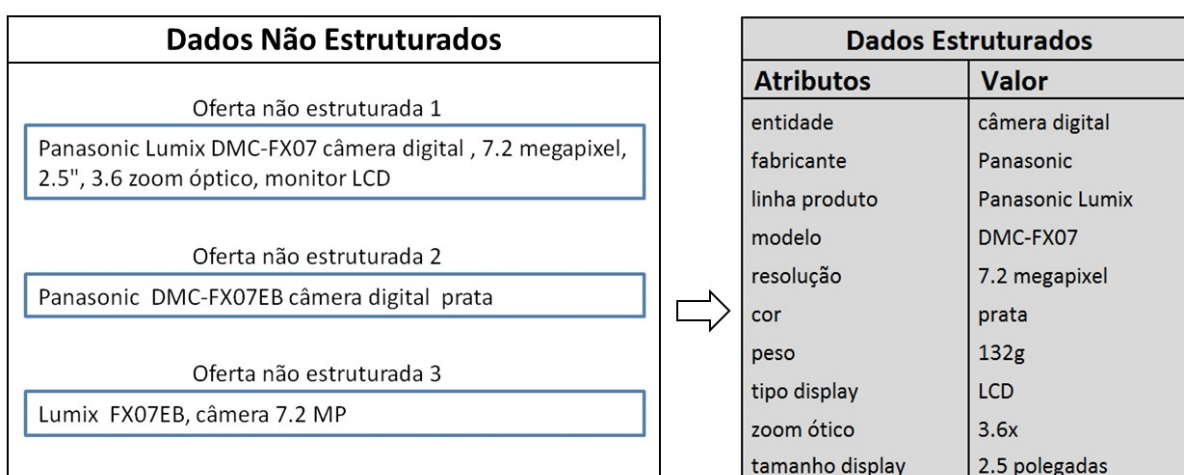 Dados Não Estruturados
Oferta não estruturada 1
Panasonic Lumix DMC-FX07 câmera digital , 7.2 megapixel,
2.5", 3.6 zoom óptico, monitor LCD
Oferta não estruturada 2
Panasonic  DMC-FX07EB câmera digital  prata
Oferta não estruturada 3
Lumix  FX07EB, câmera 7.2 MP
Dados Estruturados
Atributos Valor
entidade câmera digital
fabricante Panasonic
linha produto Panasonic Lumix
modelo DMC-FX07
resolução 7.2 megapixel
cor prata
peso 132g
tipo display LCD
zoom ótico 3.6x
tamanho display 2.5 polegadas